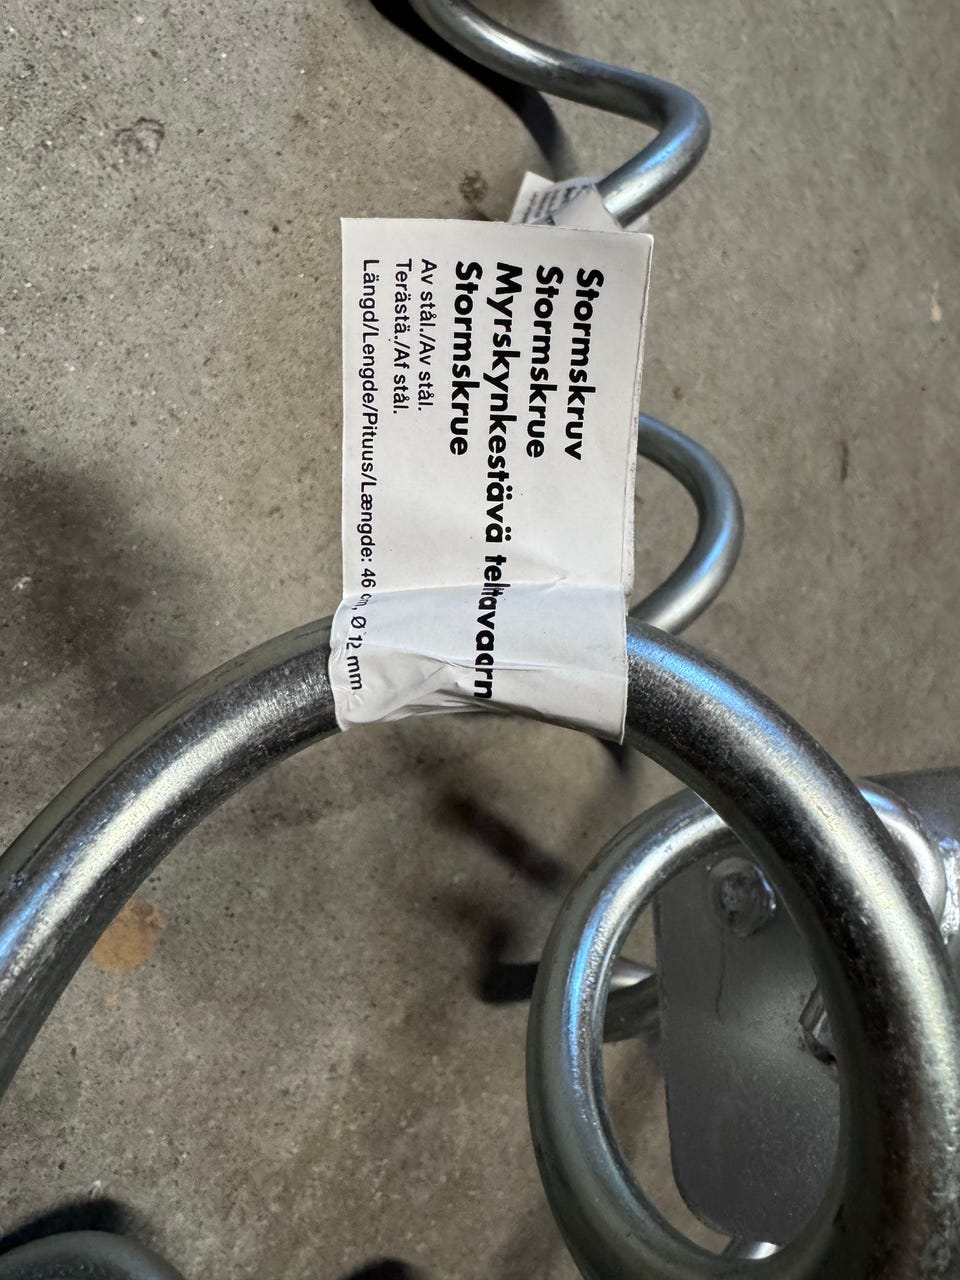 Stormskruv
Stormskrue
Myrskynkestävä teltavaarn
Stormskrue
Av stål./Av stål.
Terästä./Af stål.
Längd/Lengde/Pituus/Længde: 46 cm, Ø 12 mm